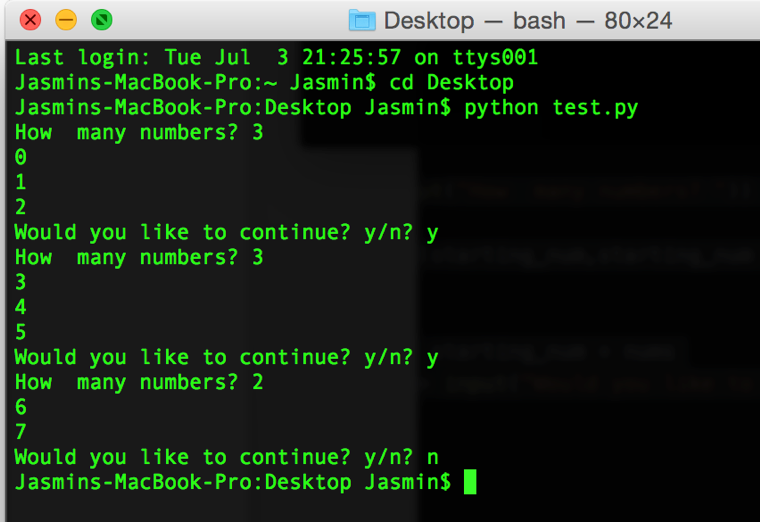 Desktop — bash — 80×24
Last login: Tue Jul  3 21:25:57 on ttys001
Jasmins-MacBook-Pro:~ Jasmin$ cd Desktop
Jasmins-MacBook-Pro:Desktop Jasmin$ python test.py
How  many numbers? 3
0
1
2
Would you like to continue? y/n? y
How  many numbers? 3
3
4
5
Would you like to continue? y/n? y
How  many numbers? 2
6
7
Would you like to continue? y/n? n
Jasmins-MacBook-Pro:Desktop Jasmin$